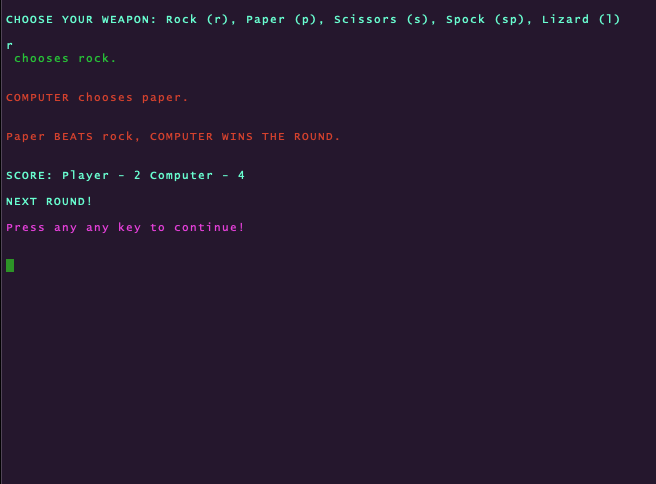 CHOOSE YOUR WEAPON: Rock (r), Paper (p), Scissors (s), Spock (sp), Lizard (l)
r
chooses rock.
COMPUTER chooses paper.
Paper BEATS rock, COMPUTER WINS THE ROUND.
SCORE: Player - 2 Computer - 4
NEXT ROUND!
Press any any key to continue!